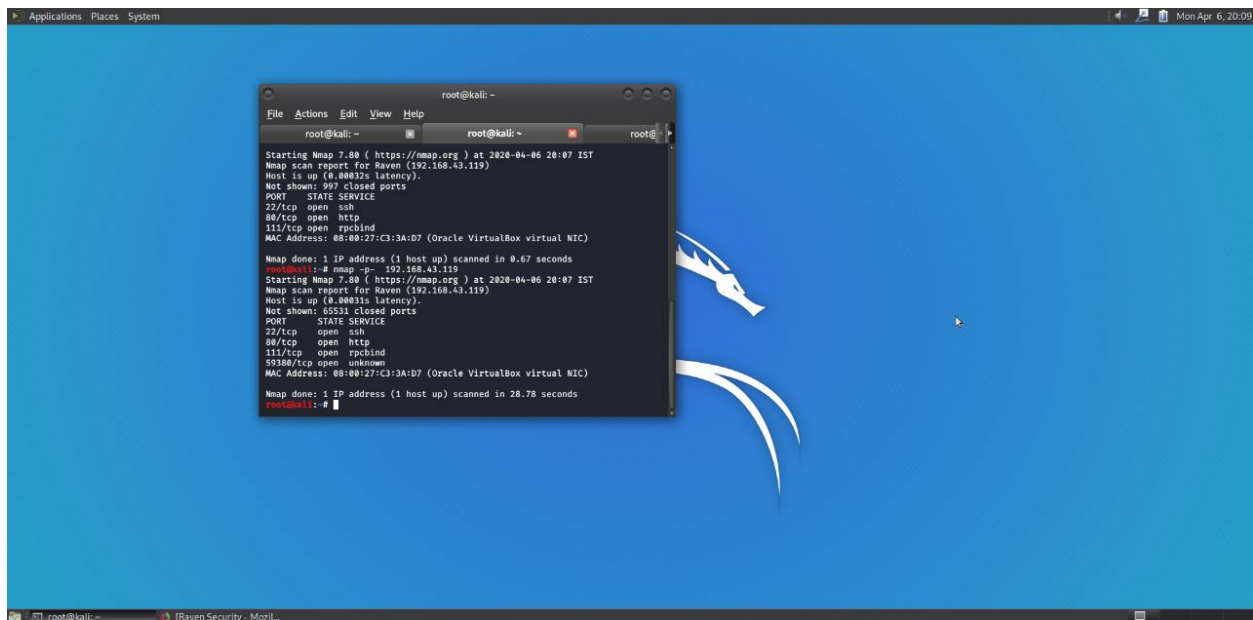 Applications Places System
Mon Apr 6, 20:09
root@kali: ~
File Actions Edit View Help
root@kali: ~ root@kali: ~ root@
Starting Nmap 7.80 ( https://nmap.org ) at 2020-04-06 20:07 IST
Nmap scan report for Raven (192.168.43.119)
Host is up (0.00032s latency).
Not shown: 997 closed ports
PORT STATE SERVICE
22/tcp open ssh
80/tcp open http
111/tcp open rpcbind
MAC Address: 08:00:27:C3:3A:D7 (Oracle VirtualBox virtual NIC)
Nmap done: 1 IP address (1 host up) scanned in 0.67 seconds
root@kali:~# nmap -p- 192.168.43.119
Starting Nmap 7.80 ( https://nmap.org ) at 2020-04-06 20:07 IST
Nmap scan report for Raven (192.168.43.119)
Host is up (0.00031s latency).
Not shown: 65531 closed ports
PORT STATE SERVICE
22/tcp open ssh
80/tcp open http
111/tcp open rpcbind
59380/tcp open unknown
MAC Address: 08:00:27:C3:3A:D7 (Oracle VirtualBox virtual NIC)
Nmap done: 1 IP address (1 host up) scanned in 28.78 seconds
root@kali:~#
root@kali: ~ [Raven Security - Mozil...